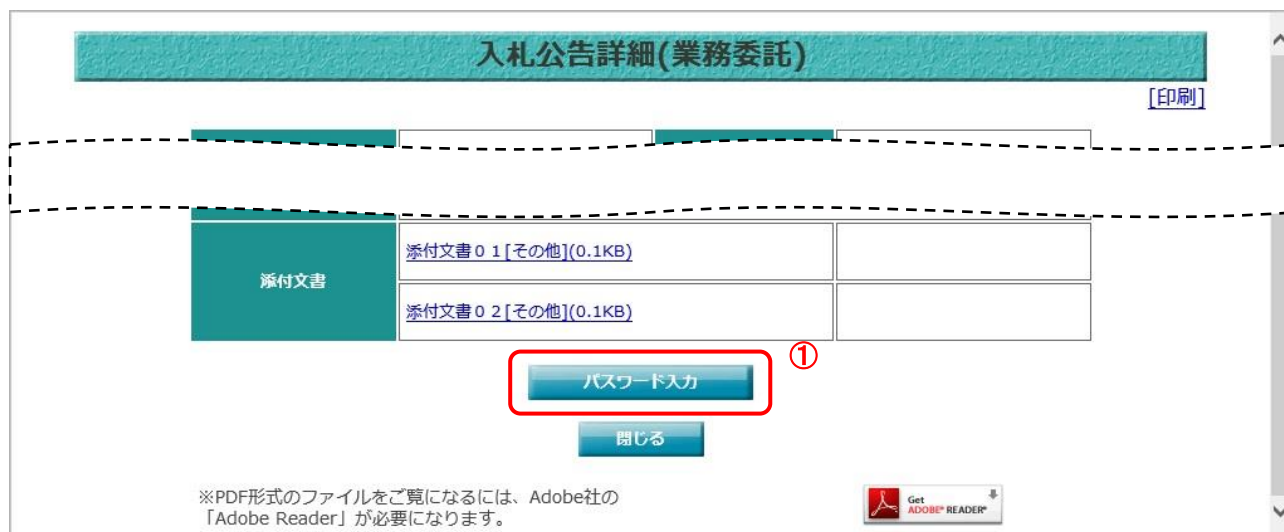 入札公告詳細(業務委託)
[印刷]
添付文書
添付文書０１[その他](0.1KB)
添付文書０２[その他](0.1KB)
①
パスワード入力
閉じる
※PDF形式のファイルをご覧になるには、Adobe社の
「Adobe Reader」が必要になります。
Get
ADOBE® READER®